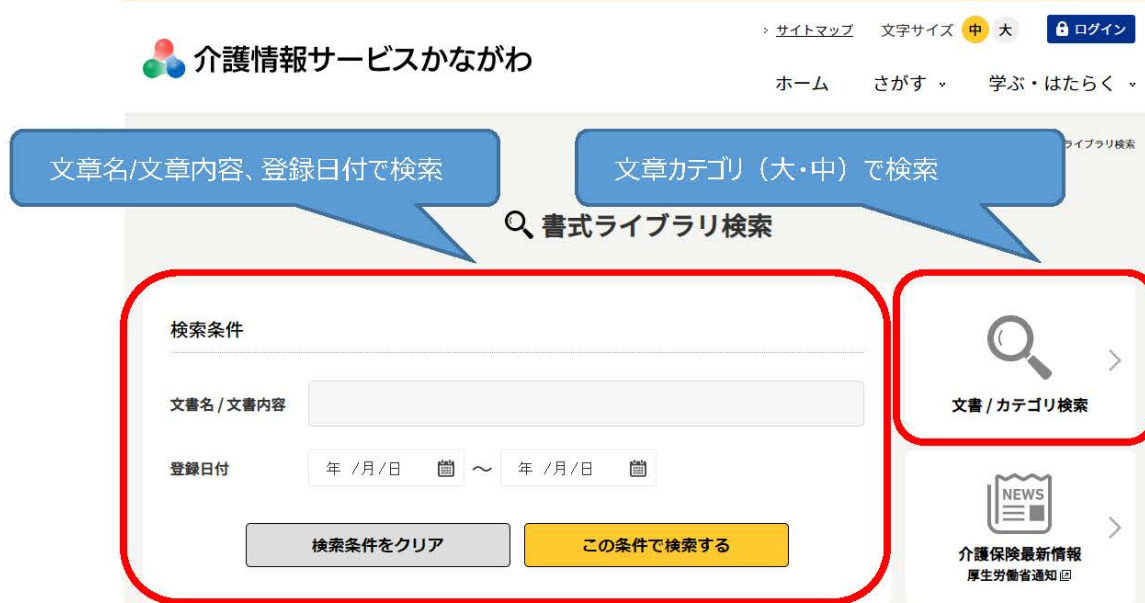 サイトマップ 文字サイズ 中 大 ログイン
介護情報サービスかながわ
ホーム さがす 学ぶ・はたらく
文章名/文章内容、登録日付で検索
文章カテゴリ（大・中）で検索
ライブラリ検索
書式ライブラリ検索
検索条件
文書名 / 文書内容
登録日付 年 /月/日 ～ 年 /月/日
検索条件をクリア この条件で検索する
文書 / カテゴリ検索
NEWS
介護保険最新情報
厚生労働省通知